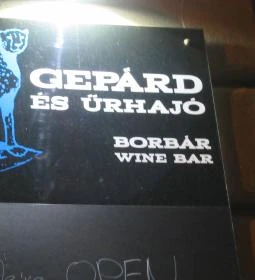 GEPÁRD
ÉS ŰRHAJÓ
BORBÁR
WINE BAR
OPEN